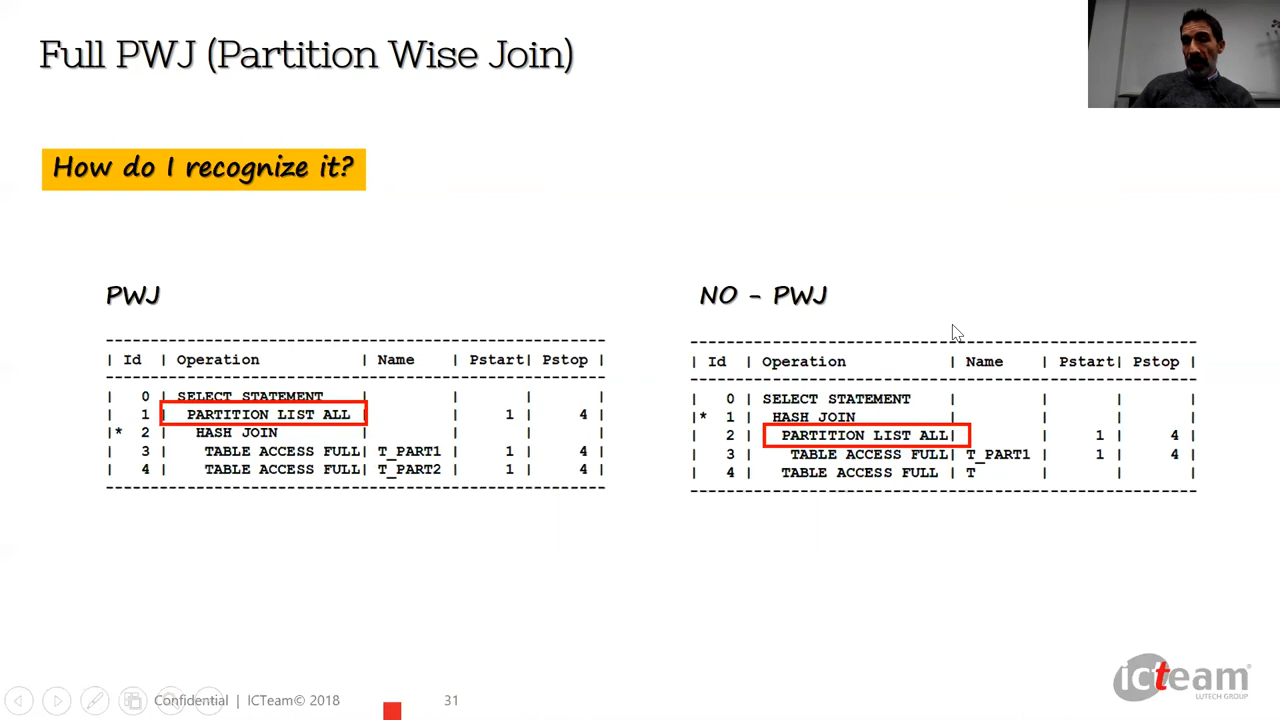 Full PWJ (Partition Wise Join)
How do I recognize it?
PWJ
-----------------------------------------------------
| Id | Operation | Name | Pstart| Pstop |
-----------------------------------------------------
| 0 | SELECT STATEMENT | | | |
| 1 | PARTITION LIST ALL | | 1 | 4 |
|* 2 | HASH JOIN | | | |
| 3 | TABLE ACCESS FULL| T_PART1 | 1 | 4 |
| 4 | TABLE ACCESS FULL| T_PART2 | 1 | 4 |
-----------------------------------------------------
NO - PWJ
-----------------------------------------------------
| Id | Operation | Name | Pstart| Pstop |
-----------------------------------------------------
| 0 | SELECT STATEMENT | | | |
|* 1 | HASH JOIN | | | |
| 2 | PARTITION LIST ALL| | 1 | 4 |
| 3 | TABLE ACCESS FULL| T_PART1 | 1 | 4 |
| 4 | TABLE ACCESS FULL | T | | |
-----------------------------------------------------
Confidential | ICTeam© 2018
31
icteam
LUTECH GROUP